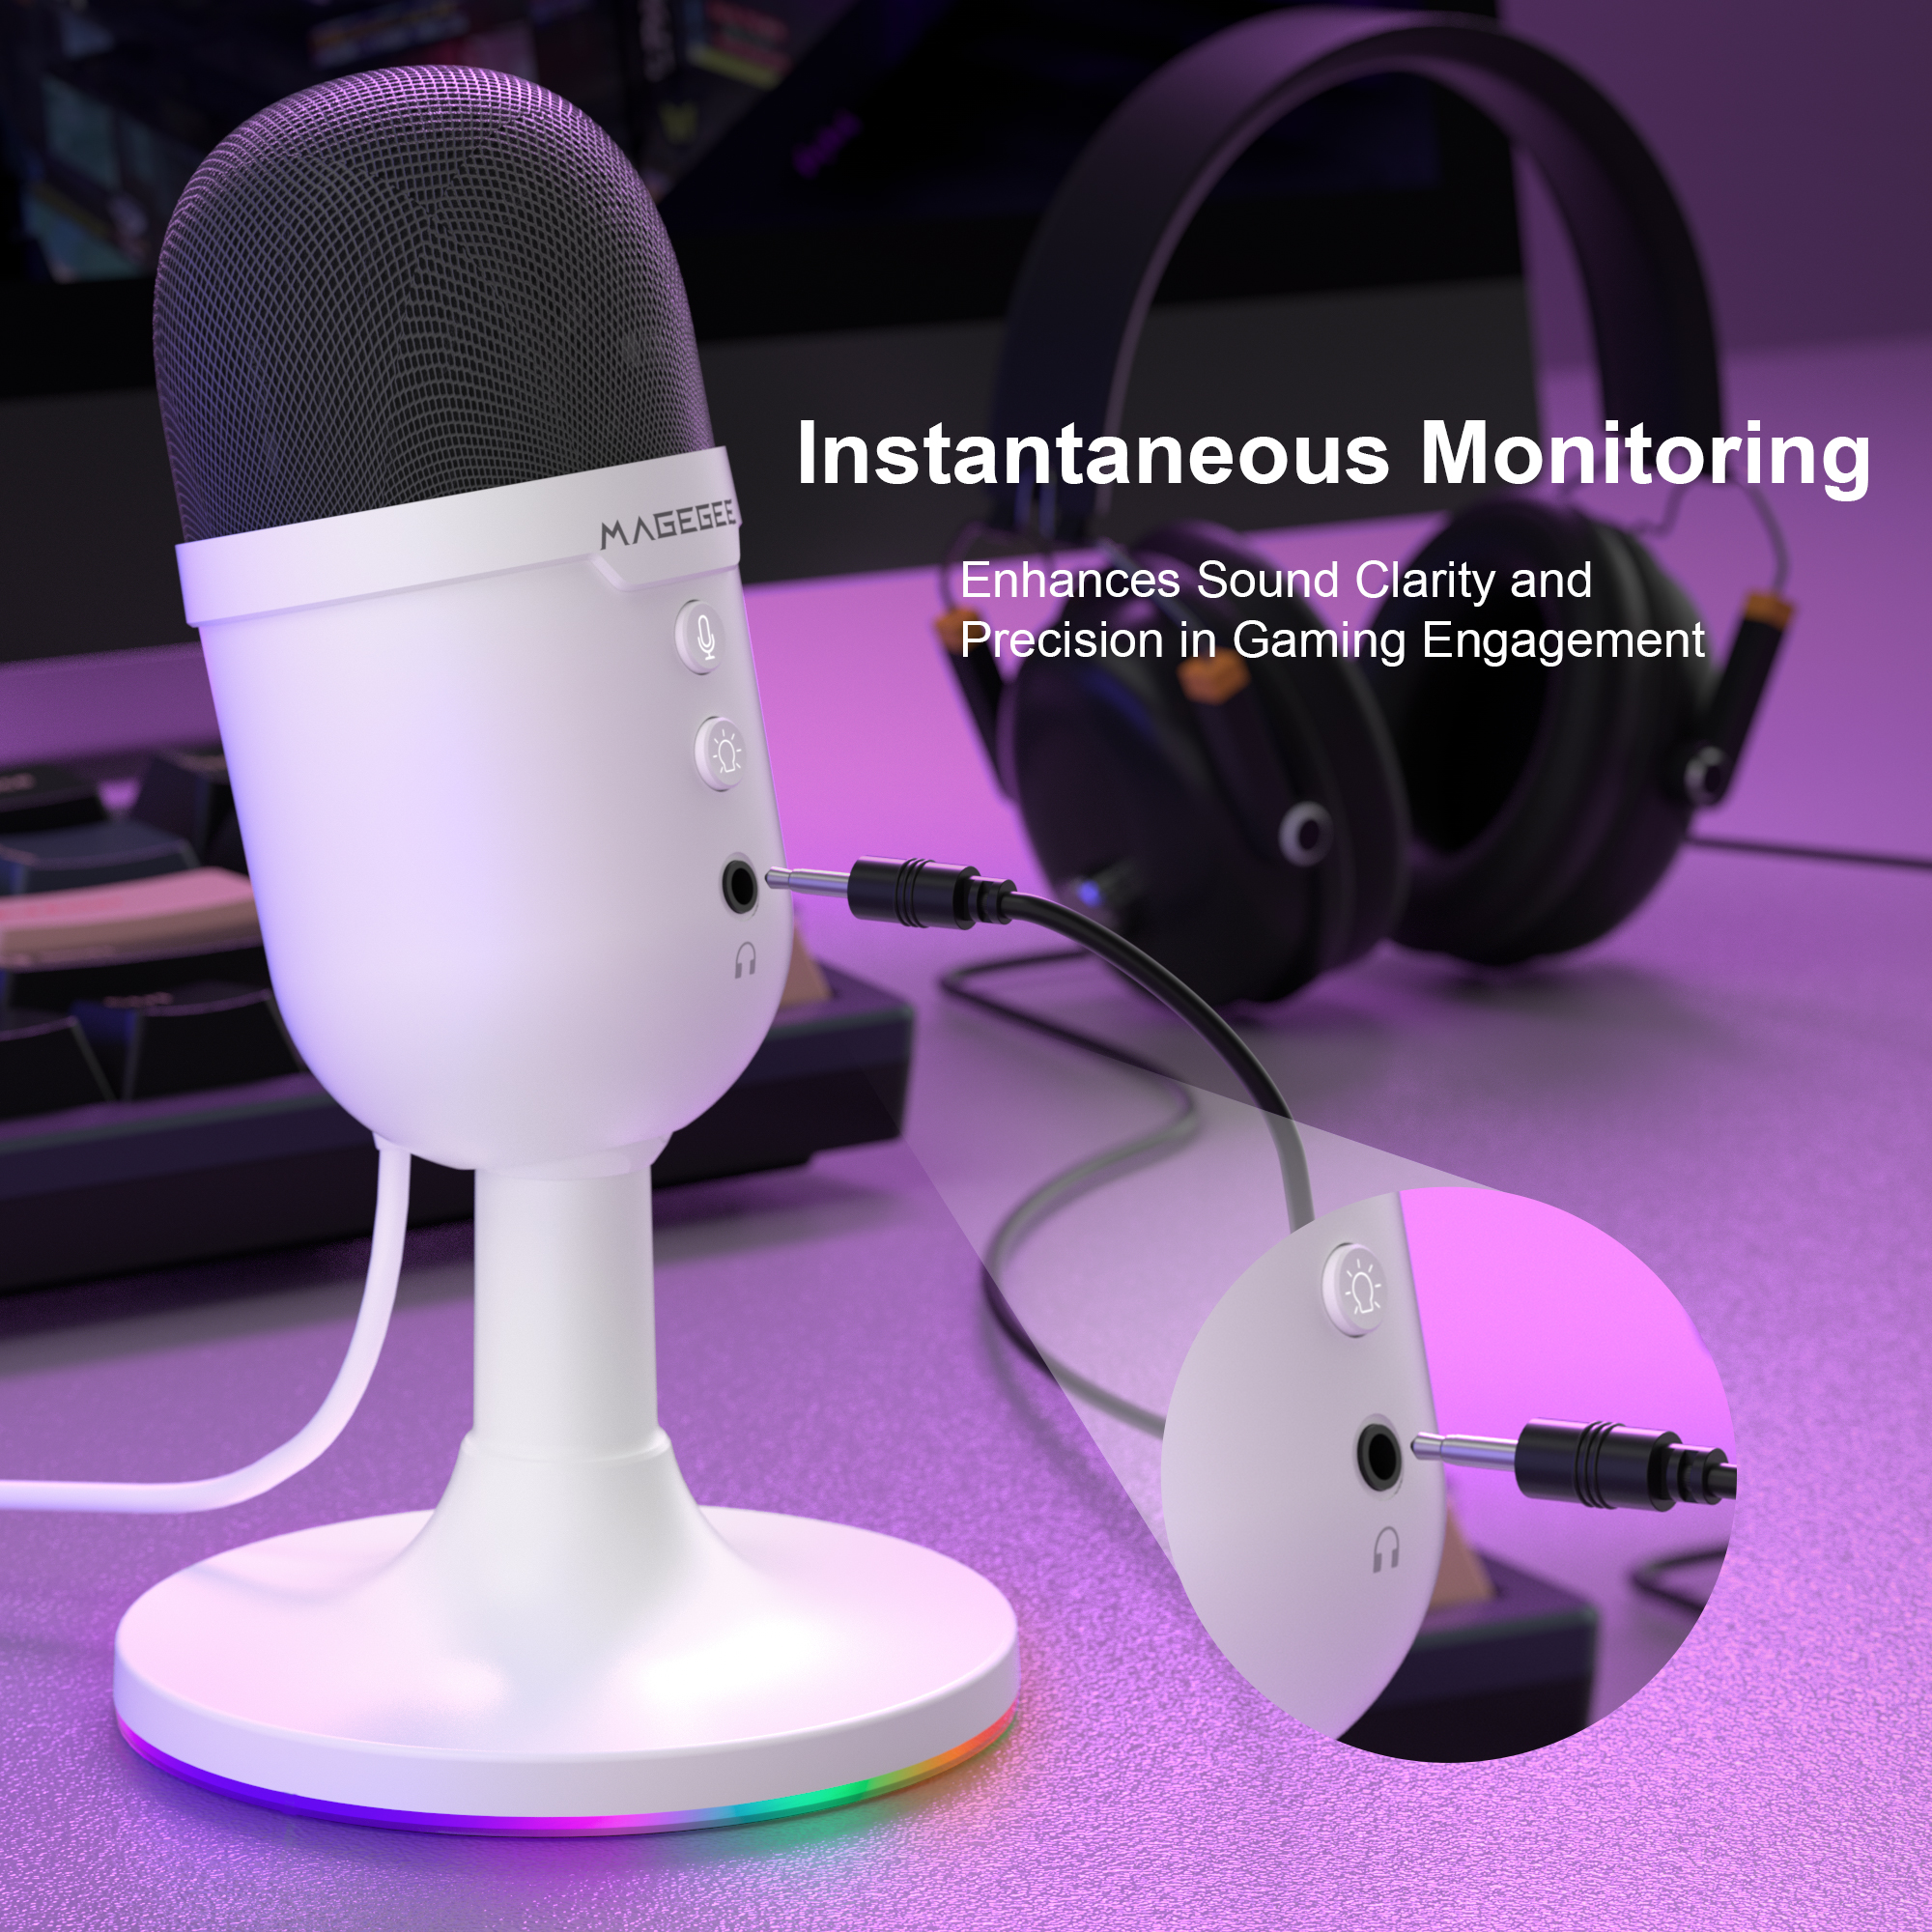 MAGEGEE
Instantaneous Monitoring
Enhances Sound Clarity and
Precision in Gaming Engagement